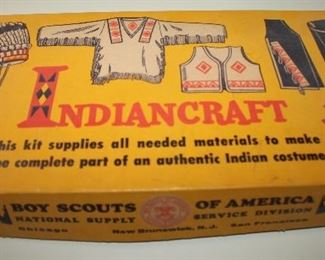 INDIANCRAFT
his kit supplies all needed materials to make
e complete part of an authentic Indian costume
BOY SCOUTS OF AMERICA
NATIONAL SUPPLY SERVICE DIVISION
Chicago New Brunswick, N. J. San Francisco